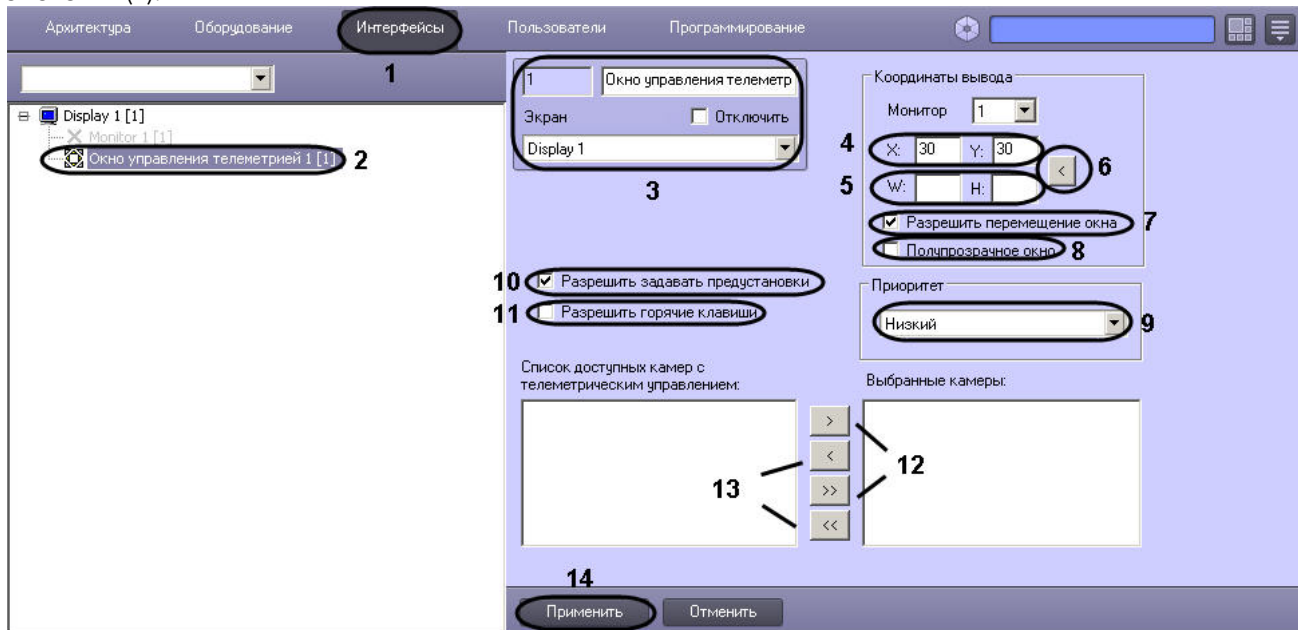 Архитектура Оборудование Интерфейсы Пользователи Программирование
1
1 Окно управления телеметр
Экран Отключить
Display 1
3
Display 1 [1]
Monitor 1 [1]
Окно управления телеметрией 1 [1] 2
Координаты вывода
Монитор 1
4 X: 30 Y: 30
5 W: H:
< 6
Разрешить перемещение окна 7
Полупрозрачное окно 8
10 Разрешить задавать предустановки
11 Разрешить горячие клавиши
Приоритет
Низкий 9
Список доступных камер с
телеметрическим управлением:
Выбранные камеры:
>
<
>>
<<
12
13
14
Применить Отменить